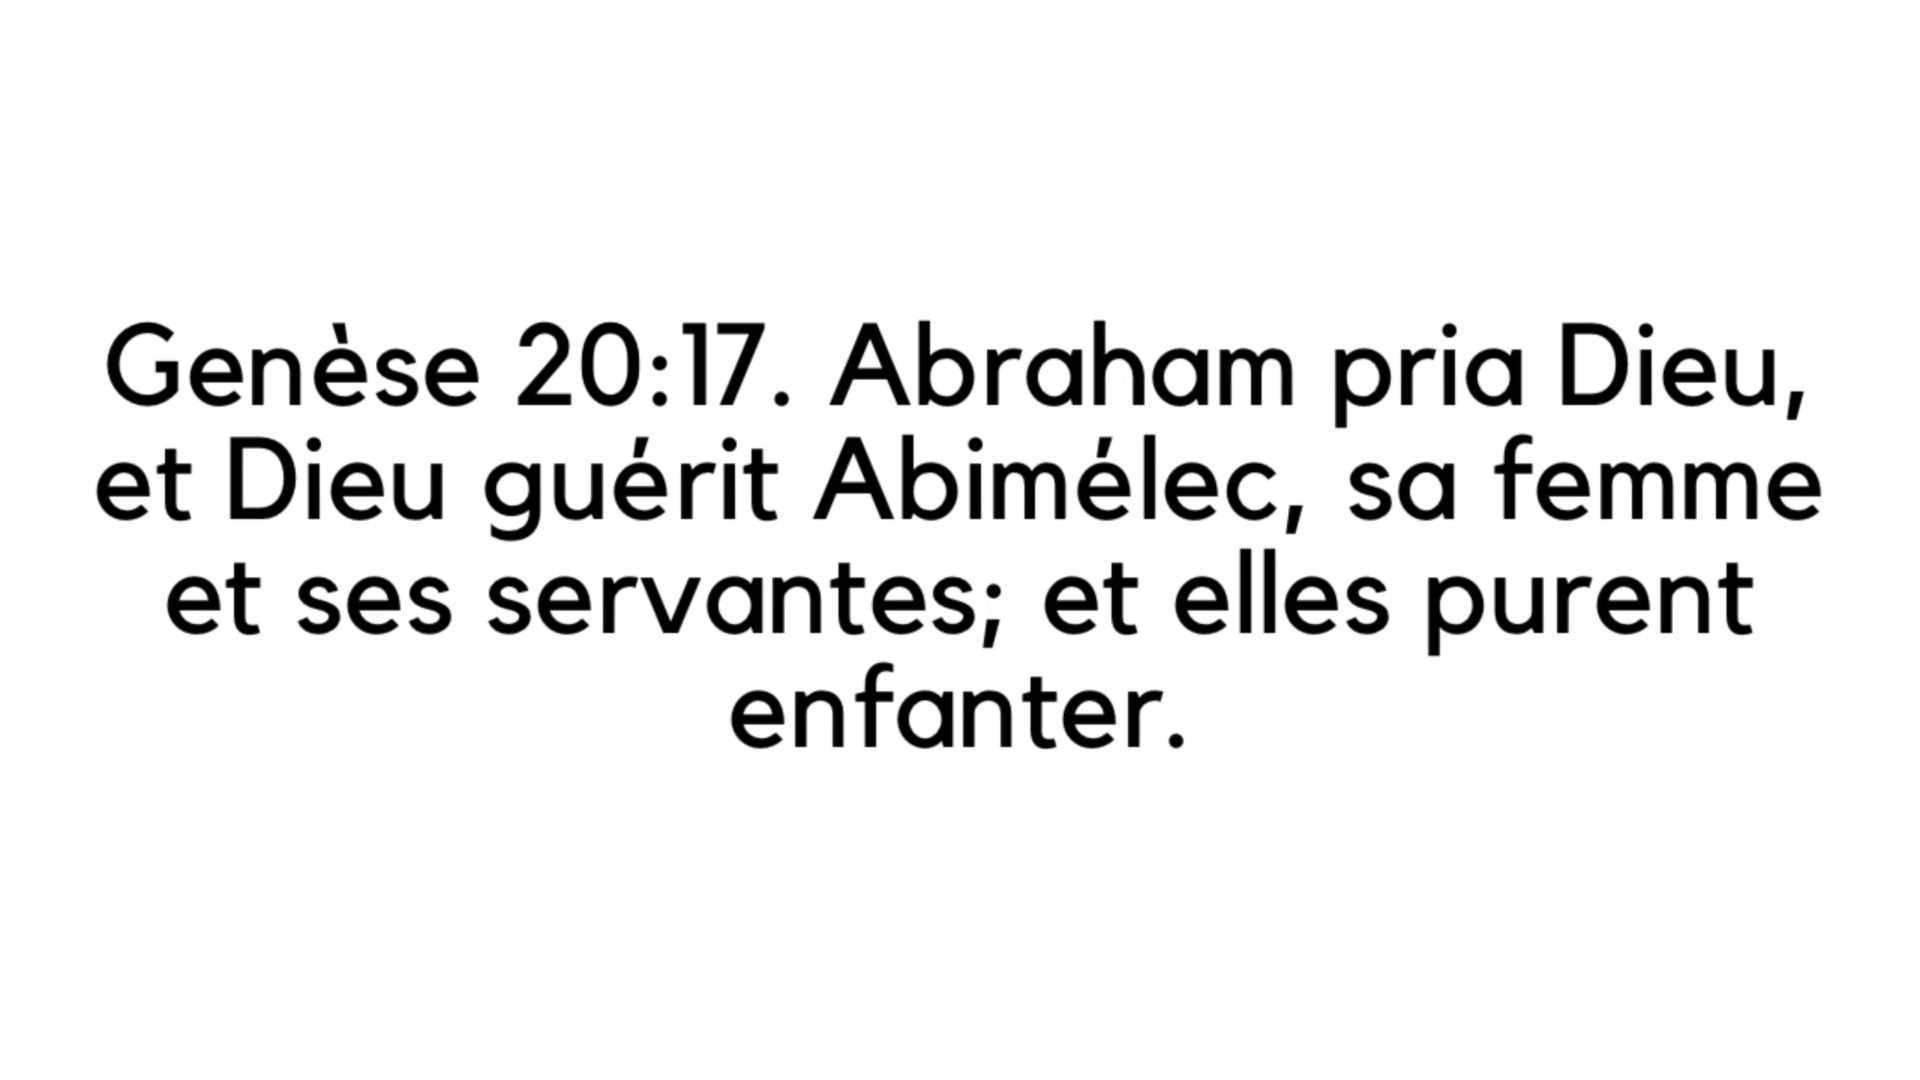 Genèse 20:17. Abraham pria Dieu,
et Dieu guérit Abimélec, sa femme
et ses servantes; et elles purent
enfanter.